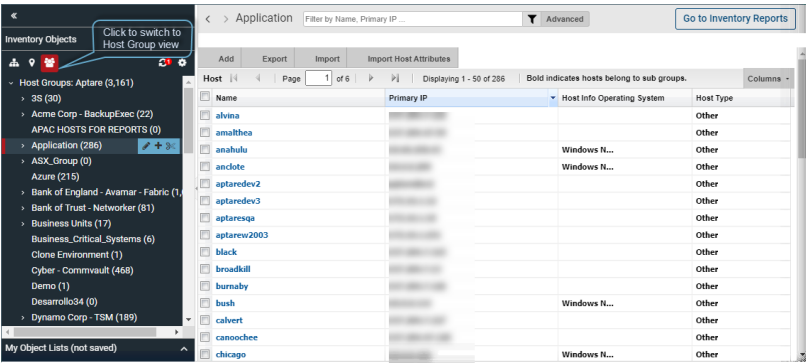 «
Inventory Objects
Click to switch to
Host Group view
Host Groups: Aptare (3,161)
3S (30)
Acme Corp - BackupExec (22)
APAC HOSTS FOR REPORTS (0)
Application (286)
ASX_Group (0)
Azure (215)
Bank of England - Avamar - Fabric (1,
Bank of Trust - Networker (81)
Business Units (17)
Business_Critical_Systems (6)
Clone Environment (1)
Cyber - Commvault (468)
Demo (1)
Desarrollo34 (0)
Dynamo Corp - TSM (189)
My Object Lists (not saved)
< > Application Filter by Name, Primary IP ... Advanced Go to Inventory Reports
Add Export Import Import Host Attributes
Host Page 1 of 6 Displaying 1 - 50 of 286 Bold indicates hosts belong to sub groups. Columns
Name Primary IP Host Info Operating System Host Type
alvina Other
amalthea Other
anahulu Windows N... Other
anclote Windows N... Other
aptaredev2 Other
aptaredev3 Other
aptaresqa Other
aptarew2003 Other
black Other
broadkill Other
burnaby Other
bush Windows N... Other
calvert Other
canoochee Other
chicago Windows N... Other